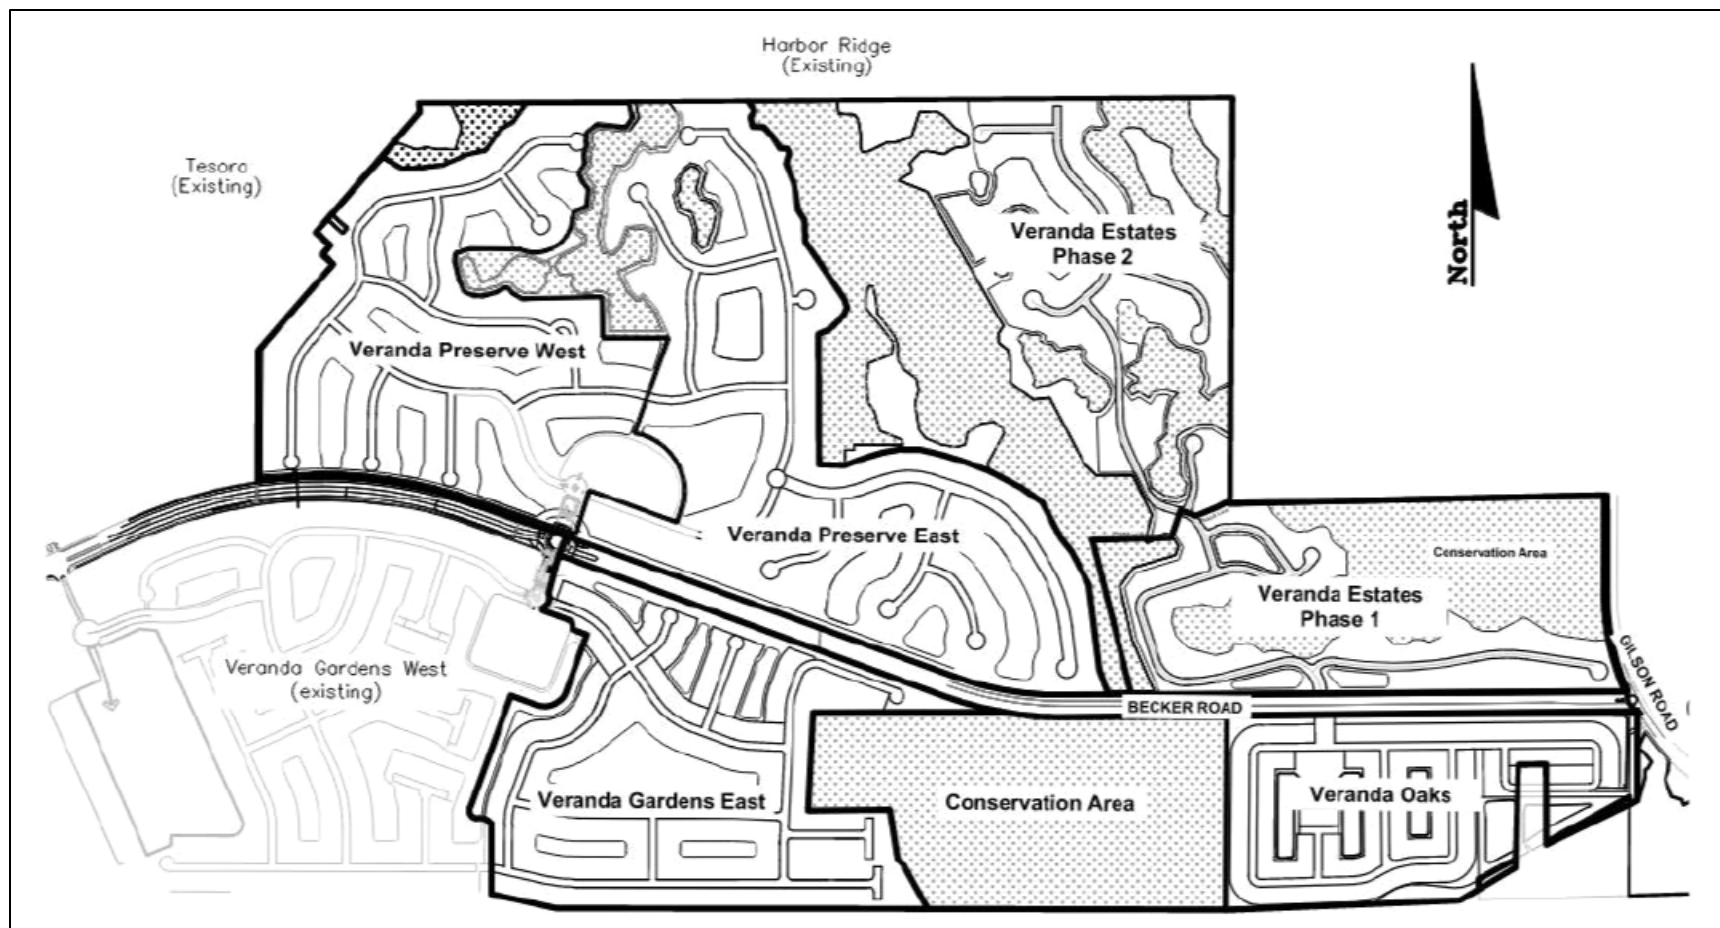 Harbor Ridge
(Existing)
Tesoro
(Existing)
North
Veranda Estates
Phase 2
Veranda Preserve West
Veranda Preserve East
Conservation Area
Veranda Estates
Phase 1
Veranda Gardens West
(existing)
GILSON ROAD
BECKER ROAD
Veranda Gardens East
Conservation Area
Veranda Oaks